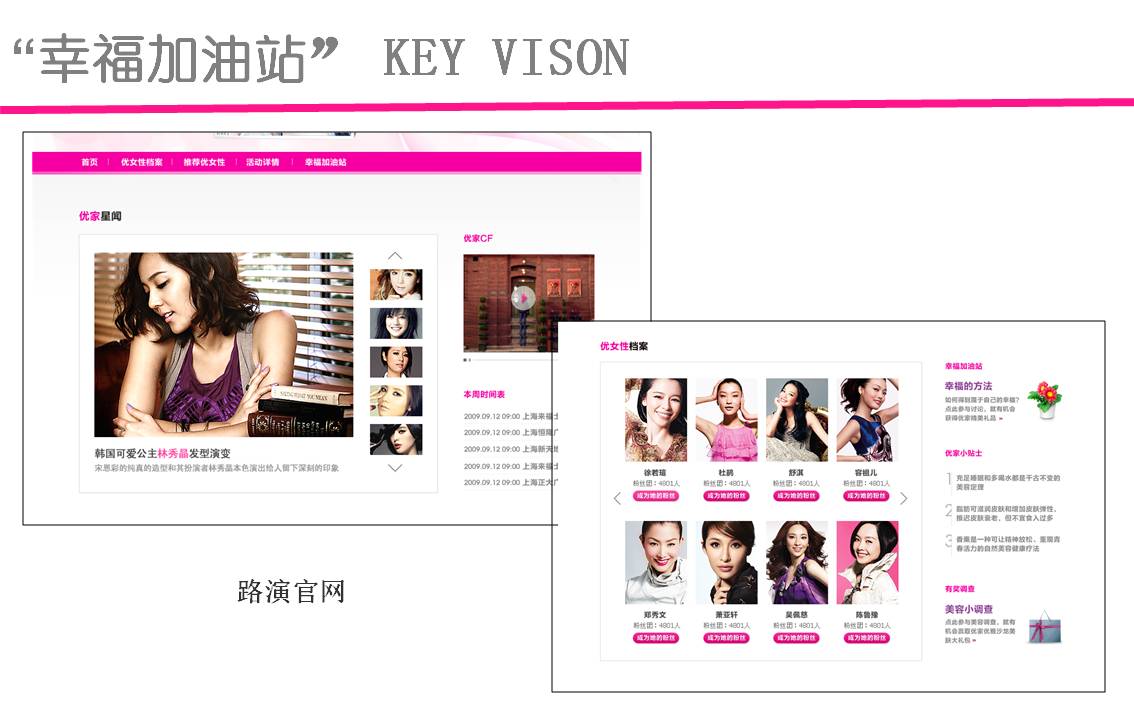 “幸福加油站” KEY VISON
首页 | 优女性档案 | 推荐优女性 | 活动详情 | 幸福加油站
优家星闻
韩国可爱公主林秀晶发型演变
宋恩彩的纯真的造型和其扮演者林秀晶本色演出给人留下深刻的印象
优家CF
本周时间表
2009.09.12 09:00 上海来福士
2009.09.12 09:00 上海恒隆广
2009.09.12 09:00 上海新天地
2009.09.12 09:00 上海来福士
2009.09.12 09:00 上海正大广
路演官网
优女性档案
徐若瑄
粉丝团：4801人
成为她的粉丝
杜鹃
粉丝团：4801人
成为她的粉丝
舒淇
粉丝团：4801人
成为她的粉丝
容祖儿
粉丝团：4801人
成为她的粉丝
郑秀文
粉丝团：4801人
成为她的粉丝
萧亚轩
粉丝团：4801人
成为她的粉丝
吴佩慈
粉丝团：4801人
成为她的粉丝
陈鲁豫
粉丝团：4801人
成为她的粉丝
幸福加油站
幸福的方法
如何得到属于自己的幸福？
点此参与讨论，就有机会
获得优家精美礼品 »
优家小贴士
1 充足睡眠和多喝水都是千古不变的
美容定理
2 脂肪可滋润皮肤和增加皮肤弹性，
推迟皮肤衰老，但不宜食入过多
3 香熏是一种可让精神放松、重现青
春活力的自然美容健康疗法
有奖调查
美容小调查
点此参与美容调查，就有
机会赢取优家优雅沙龙美
肤大礼包 »